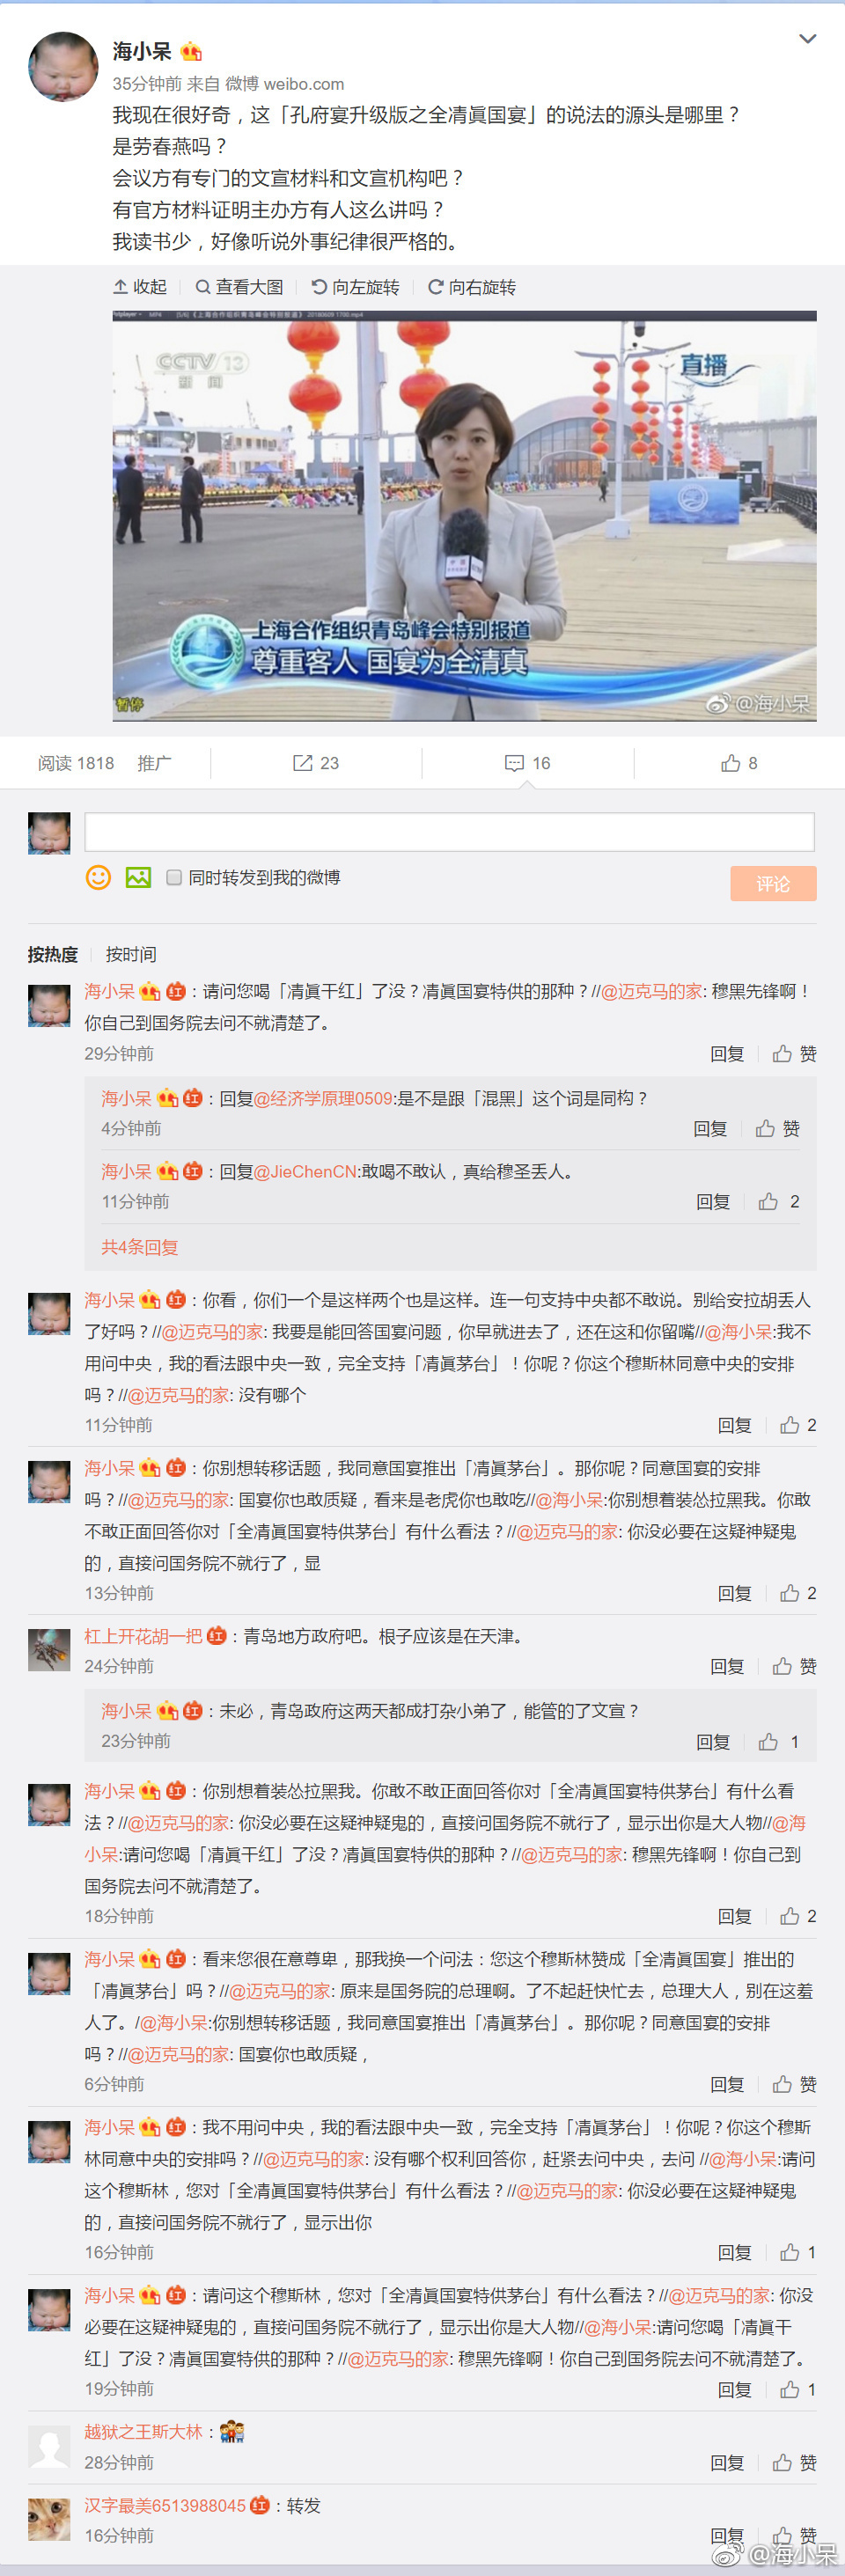 海小呆
35分钟前 来自 微博 weibo.com
我现在很好奇，这「孔府宴升级版之全凊眞国宴」的说法的源头是哪里？
是劳春燕吗？
会议方有专门的文宣材料和文宣机构吧？
有官方材料证明主办方有人这么讲吗？
我读书少，好像听说外事纪律很严格的。
收起 查看大图 向左旋转 向右旋转
Potplayer MP4 [5/6]《上海合作组织青岛峰会特别报道》 20180609 1700.mp4
CCTV 13
新闻
直播
上海合作组织青岛峰会特别报道
尊重客人 国宴为全清真
暂停
@海小呆
阅读 1818 推广 23 16 8
同时转发到我的微博
评论
按热度 按时间
海小呆 红：请问您喝「凊眞干红」了没？凊眞国宴特供的那种？//@迈克马的家: 穆黑先锋啊！
你自己到国务院去问不就清楚了。
29分钟前 回复 赞
海小呆 红：回复@经济学原理0509:是不是跟「混黑」这个词是同构？
4分钟前 回复 赞
海小呆 红：回复@JieChenCN:敢喝不敢认，真给穆圣丢人。
11分钟前 回复 2
共4条回复
海小呆 红：你看，你们一个是这样两个也是这样。连一句支持中央都不敢说。别给安拉胡丢人
了好吗？//@迈克马的家: 我要是能回答国宴问题，你早就进去了，还在这和你留嘴//@海小呆:我不
用问中央，我的看法跟中央一致，完全支持「凊眞茅台」！你呢？你这个穆斯林同意中央的安排
吗？//@迈克马的家: 没有哪个
11分钟前 回复 2
海小呆 红：你别想转移话题，我同意国宴推出「凊眞茅台」。那你呢？同意国宴的安排
吗？//@迈克马的家: 国宴你也敢质疑，看来是老虎你也敢吃//@海小呆:你别想着装怂拉黑我。你敢
不敢正面回答你对「全凊眞国宴特供茅台」有什么看法？//@迈克马的家: 你没必要在这疑神疑鬼
的，直接问国务院不就行了，显
13分钟前 回复 2
杠上开花胡一把 红：青岛地方政府吧。根子应该是在天津。
24分钟前 回复 赞
海小呆 红：未必，青岛政府这两天都成打杂小弟了，能管的了文宣？
23分钟前 回复 1
海小呆 红：你别想着装怂拉黑我。你敢不敢正面回答你对「全凊眞国宴特供茅台」有什么看
法？//@迈克马的家: 你没必要在这疑神疑鬼的，直接问国务院不就行了，显示出你是大人物//@海
小呆:请问您喝「凊眞干红」了没？凊眞国宴特供的那种？//@迈克马的家: 穆黑先锋啊！你自己到
国务院去问不就清楚了。
18分钟前 回复 2
海小呆 红：看来您很在意尊卑，那我换一个问法：您这个穆斯林赞成「全凊眞国宴」推出的
「凊眞茅台」吗？//@迈克马的家: 原来是国务院的总理啊。了不起赶快忙去，总理大人，别在这羞
人了。/@海小呆:你别想转移话题，我同意国宴推出「凊眞茅台」。那你呢？同意国宴的安排
吗？//@迈克马的家: 国宴你也敢质疑，
6分钟前 回复 赞
海小呆 红：我不用问中央，我的看法跟中央一致，完全支持「凊眞茅台」！你呢？你这个穆斯
林同意中央的安排吗？//@迈克马的家: 没有哪个权利回答你，赶紧去问中央，去问 //@海小呆:请问
这个穆斯林，您对「全凊眞国宴特供茅台」有什么看法？//@迈克马的家: 你没必要在这疑神疑鬼
的，直接问国务院不就行了，显示出你
16分钟前 回复 1
海小呆 红：请问这个穆斯林，您对「全凊眞国宴特供茅台」有什么看法？//@迈克马的家: 你没
必要在这疑神疑鬼的，直接问国务院不就行了，显示出你是大人物//@海小呆:请问您喝「凊眞干
红」了没？凊眞国宴特供的那种？//@迈克马的家: 穆黑先锋啊！你自己到国务院去问不就清楚了。
19分钟前 回复 1
越狱之王斯大林：
28分钟前 回复 赞
汉字最美6513988045 红：转发
16分钟前 回复 赞
@海小呆